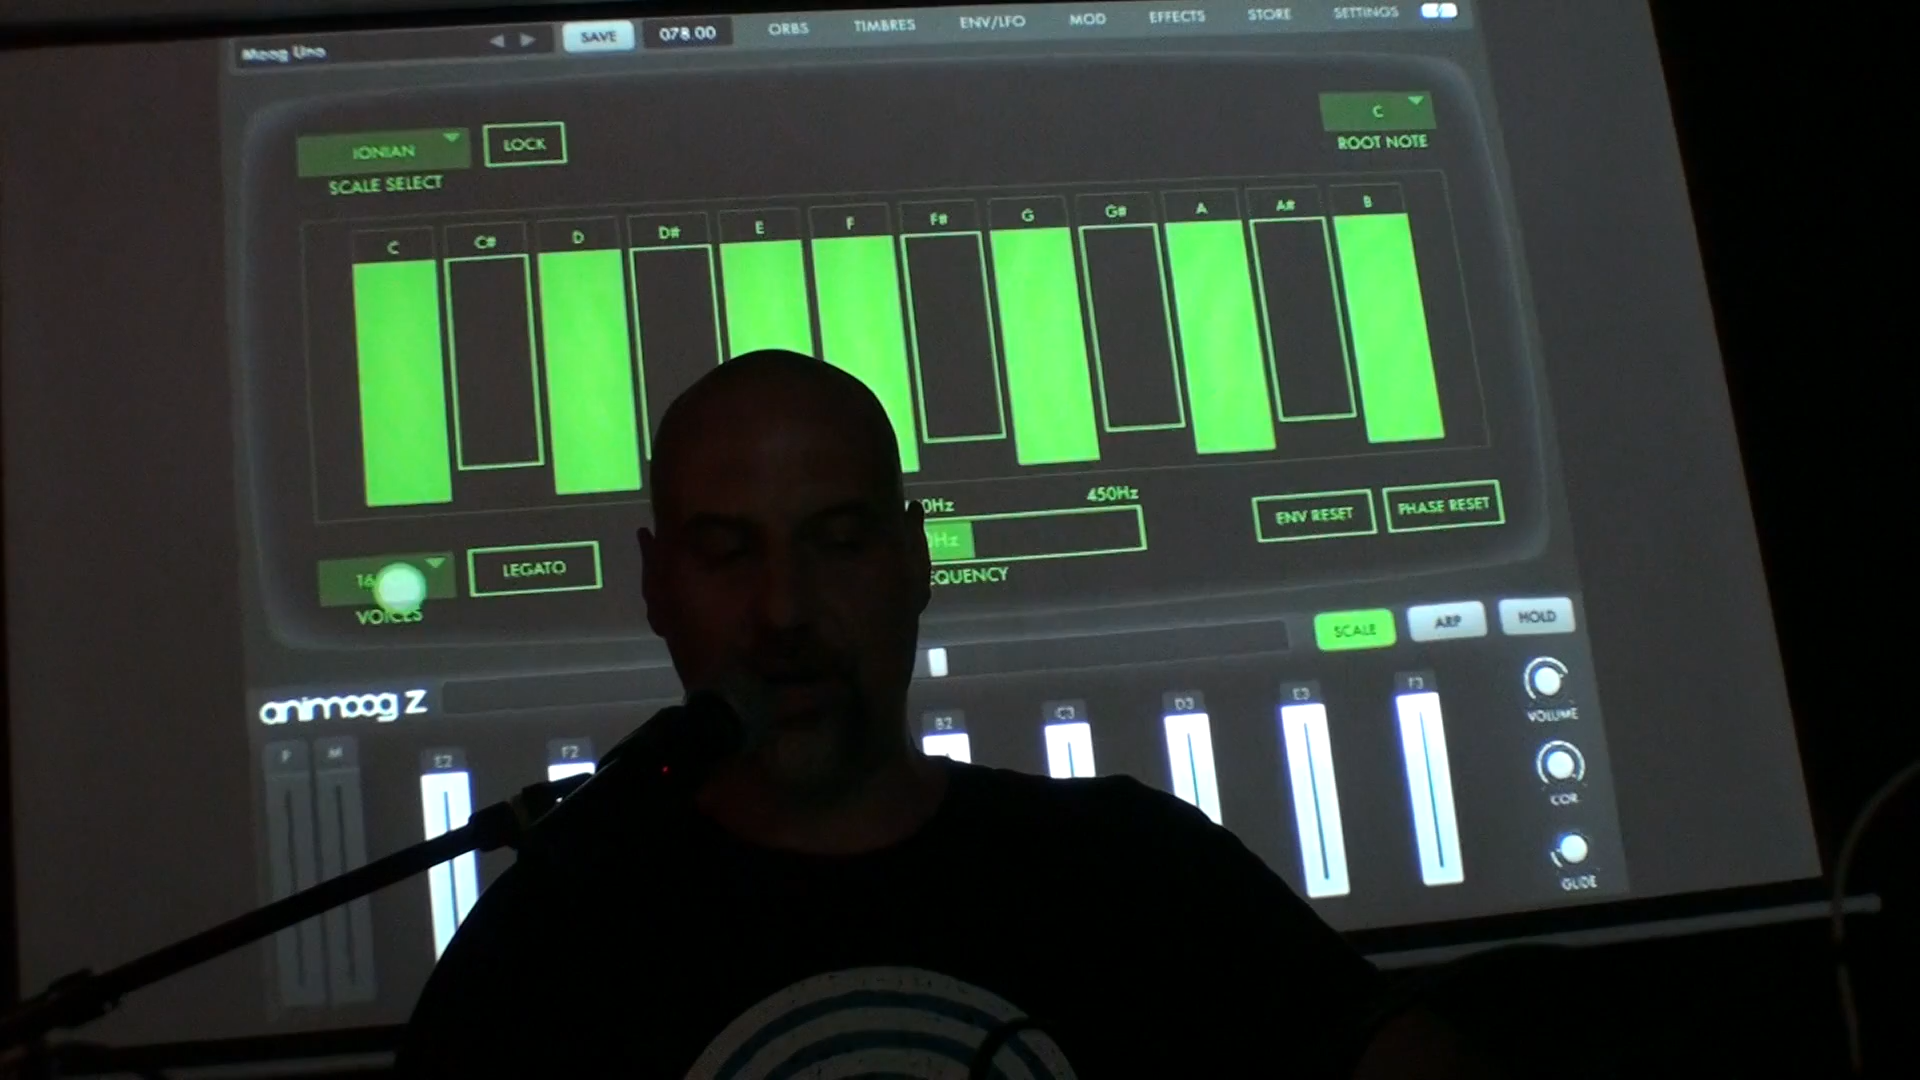 Moog Uno SAVE 078.00 ORBS TIMBRES ENV/LFO MOD EFFECTS STORE SETTINGS
IONIAN LOCK C
SCALE SELECT ROOT NOTE
C C# D D# E F F# G G# A A# B
450Hz
ENV RESET PHASE RESET
LEGATO
VOICES
SCALE ARP HOLD
animoog Z
P M E2 F2 B2 C3 D3 E3 F3
VOLUME
COR
GLIDE